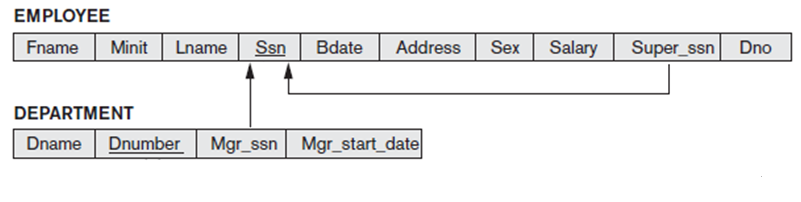 EMPLOYEE
Fname Minit Lname Ssn Bdate Address Sex Salary Super_ssn Dno
DEPARTMENT
Dname Dnumber Mgr_ssn Mgr_start_date